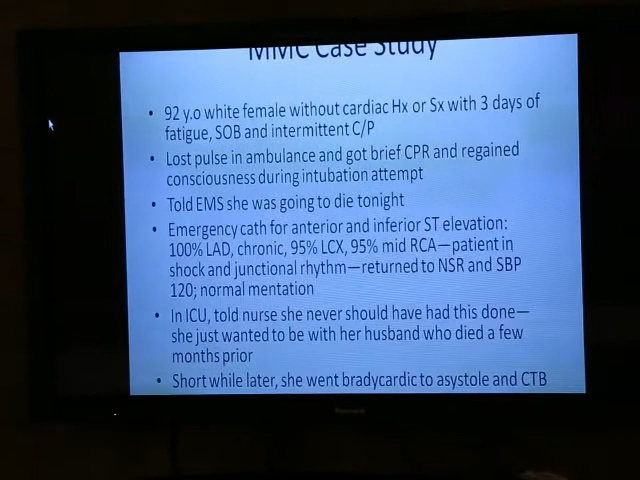 MMC Case Study
• 92 y.o white female without cardiac Hx or Sx with 3 days of
fatigue, SOB and intermittent C/P
• Lost pulse in ambulance and got brief CPR and regained
consciousness during intubation attempt
• Told EMS she was going to die tonight
• Emergency cath for anterior and inferior ST elevation:
100% LAD, chronic, 95% LCX, 95% mid RCA—patient in
shock and junctional rhythm—returned to NSR and SBP
120; normal mentation
• In ICU, told nurse she never should have had this done—
she just wanted to be with her husband who died a few
months prior
• Short while later, she went bradycardic to asystole and CTB